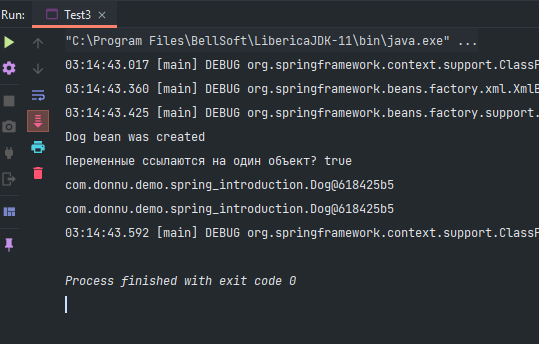 Run: Test3 ×
"C:\Program Files\BellSoft\LibericaJDK-11\bin\java.exe" ...
03:14:43.017 [main] DEBUG org.springframework.context.support.ClassP
03:14:43.360 [main] DEBUG org.springframework.beans.factory.xml.XmlB
03:14:43.425 [main] DEBUG org.springframework.beans.factory.support.
Dog bean was created
Переменные ссылаются на один объект? true
com.donnu.demo.spring_introduction.Dog@618425b5
com.donnu.demo.spring_introduction.Dog@618425b5
03:14:43.592 [main] DEBUG org.springframework.context.support.ClassP
Process finished with exit code 0